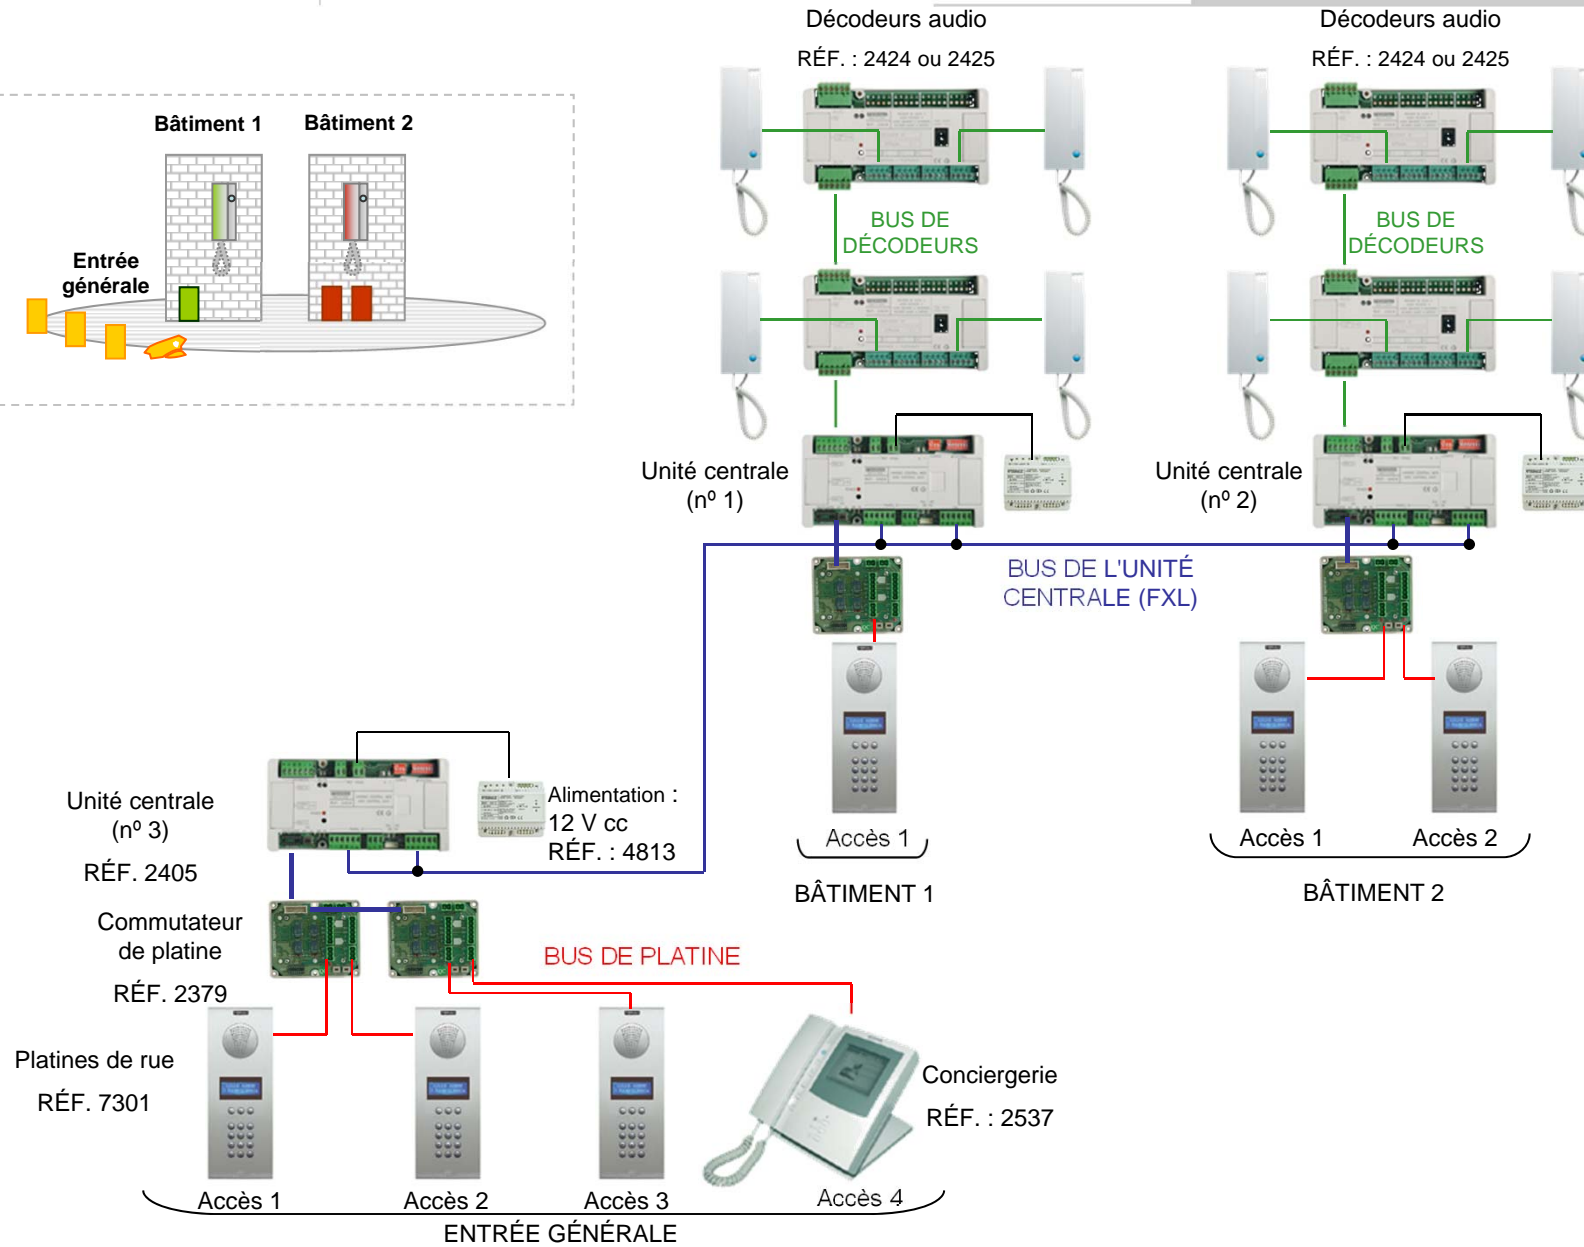 Décodeurs audio
RÉF. : 2424 ou 2425
Décodeurs audio
RÉF. : 2424 ou 2425
Bâtiment 1
Bâtiment 2
Entrée
générale
BUS DE
DÉCODEURS
BUS DE
DÉCODEURS
Unité centrale
(nº 1)
Unité centrale
(nº 2)
BUS DE L'UNITÉ
CENTRALE (FXL)
Unité centrale
(nº 3)
RÉF. 2405
Alimentation :
12 V cc
RÉF. : 4813
Accès 1
BÂTIMENT 1
Accès 1
Accès 2
BÂTIMENT 2
Commutateur
de platine
RÉF. 2379
BUS DE PLATINE
Platines de rue
RÉF. 7301
Conciergerie
RÉF. : 2537
Accès 1
Accès 2
Accès 3
Accès 4
ENTRÉE GÉNÉRALE